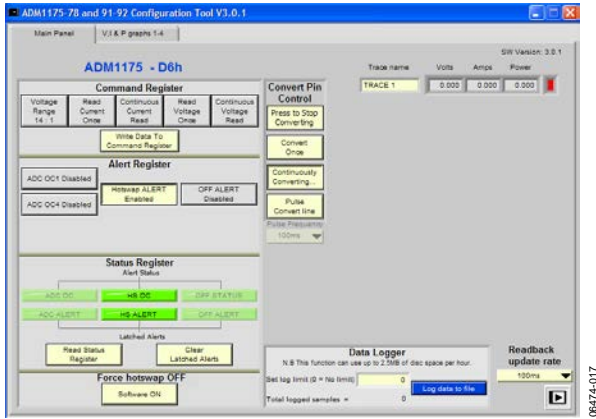 ADM1175-78 and 91-92 Configuration Tool V3.0.1
Main Panel
V,I & P graphs 1-4
SW Version: 3.0.1
ADM1175 - D6h
Trace name Volts Amps Power
TRACE 1 0.000 0.000 0.000
Command Register
Voltage Range 14 : 1
Read Current Once
Continuous Current Read
Read Voltage Once
Continuous Voltage Read
Write Data To Command Register
Convert Pin Control
Press to Stop Converting
Convert Once
Continuously Converting...
Pulse Convert line
Pulse Frequency
100ms
Alert Register
ADC OC1 Disabled
Hotswap ALERT Enabled
OFF ALERT Disabled
ADC OC4 Disabled
Status Register
Alert Status
ADC OC
HS OC
OFF STATUS
ADC ALERT
HS ALERT
OFF ALERT
Latched Alerts
Read Status Register
Clear Latched Alerts
Force hotswap OFF
Software ON
Data Logger
N.B This function can use up to 2.5MB of disc space per hour.
Set log limit (0 = No limit) 0
Log data to file
Total logged samples = 0
Readback update rate
100ms
06474-017